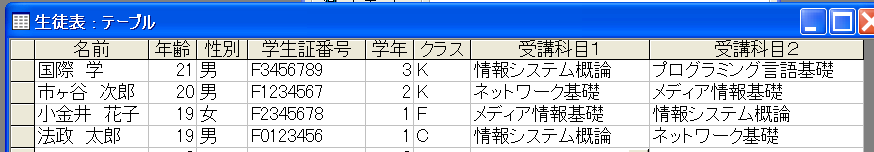 生徒表 : テーブル
名前 年齢 性別 学生証番号 学年 クラス 受講科目1 受講科目2
国際 学 21 男 F3456789 3 K 情報システム概論 プログラミング言語基礎
市ヶ谷 次郎 20 男 F1234567 2 K ネットワーク基礎 メディア情報基礎
小金井 花子 19 女 F2345678 1 F メディア情報基礎 情報システム概論
法政 太郎 19 男 F0123456 1 C 情報システム概論 ネットワーク基礎